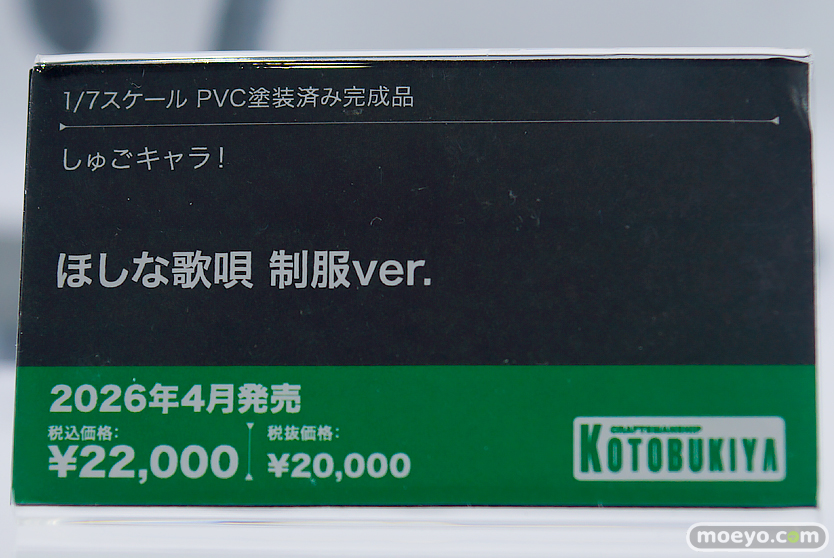 1/7スケール PVC塗装済み完成品
しゅごキャラ！
ほしな歌唄 制服ver.
2026年4月発売
税込価格： 税抜価格：
¥22,000 ¥20,000
CRAFTSMANSHIP
KOTOBUKIYA
moeyo.com